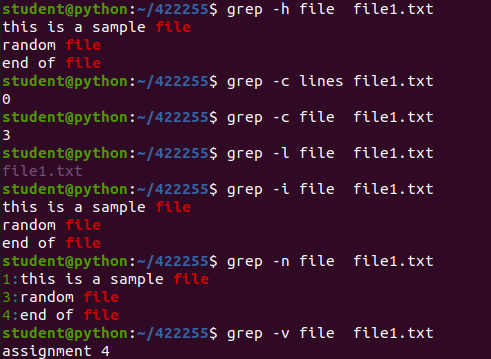 student@python:~/422255$ grep -h file  file1.txt
this is a sample file
random file
end of file
student@python:~/422255$ grep -c lines file1.txt
0
student@python:~/422255$ grep -c file  file1.txt
3
student@python:~/422255$ grep -l file  file1.txt
file1.txt
student@python:~/422255$ grep -i file  file1.txt
this is a sample file
random file
end of file
student@python:~/422255$ grep -n file  file1.txt
1:this is a sample file
3:random file
4:end of file
student@python:~/422255$ grep -v file  file1.txt
assignment 4